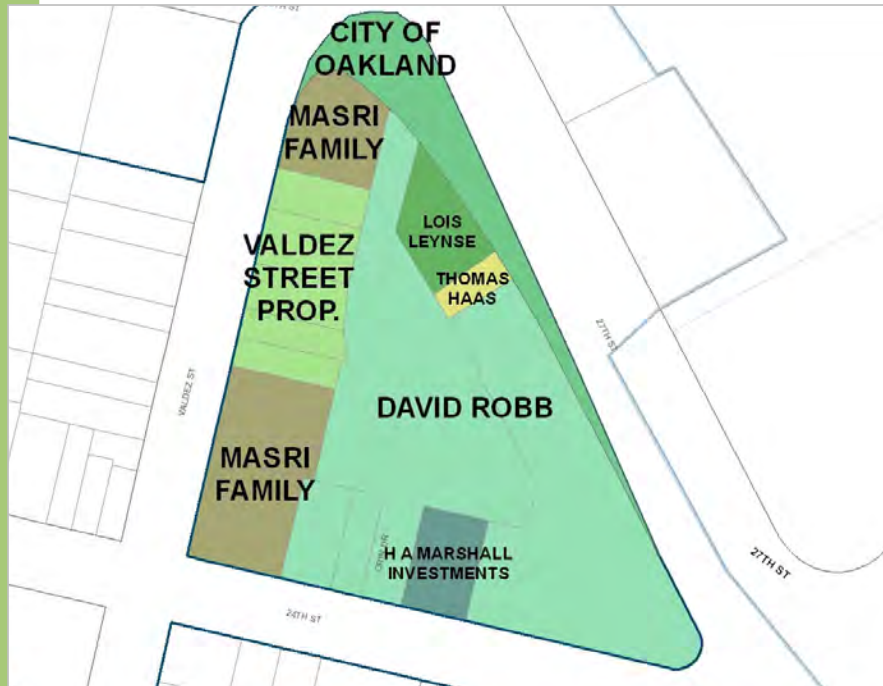 CITY OF
OAKLAND
MASRI
FAMILY
LOIS
LEYNSE
VALDEZ
STREET
PROP.
THOMAS
HAAS
27TH ST
VALDEZ ST
DAVID ROBB
MASRI
FAMILY
H A MARSHALL
INVESTMENTS
27TH ST
24TH ST